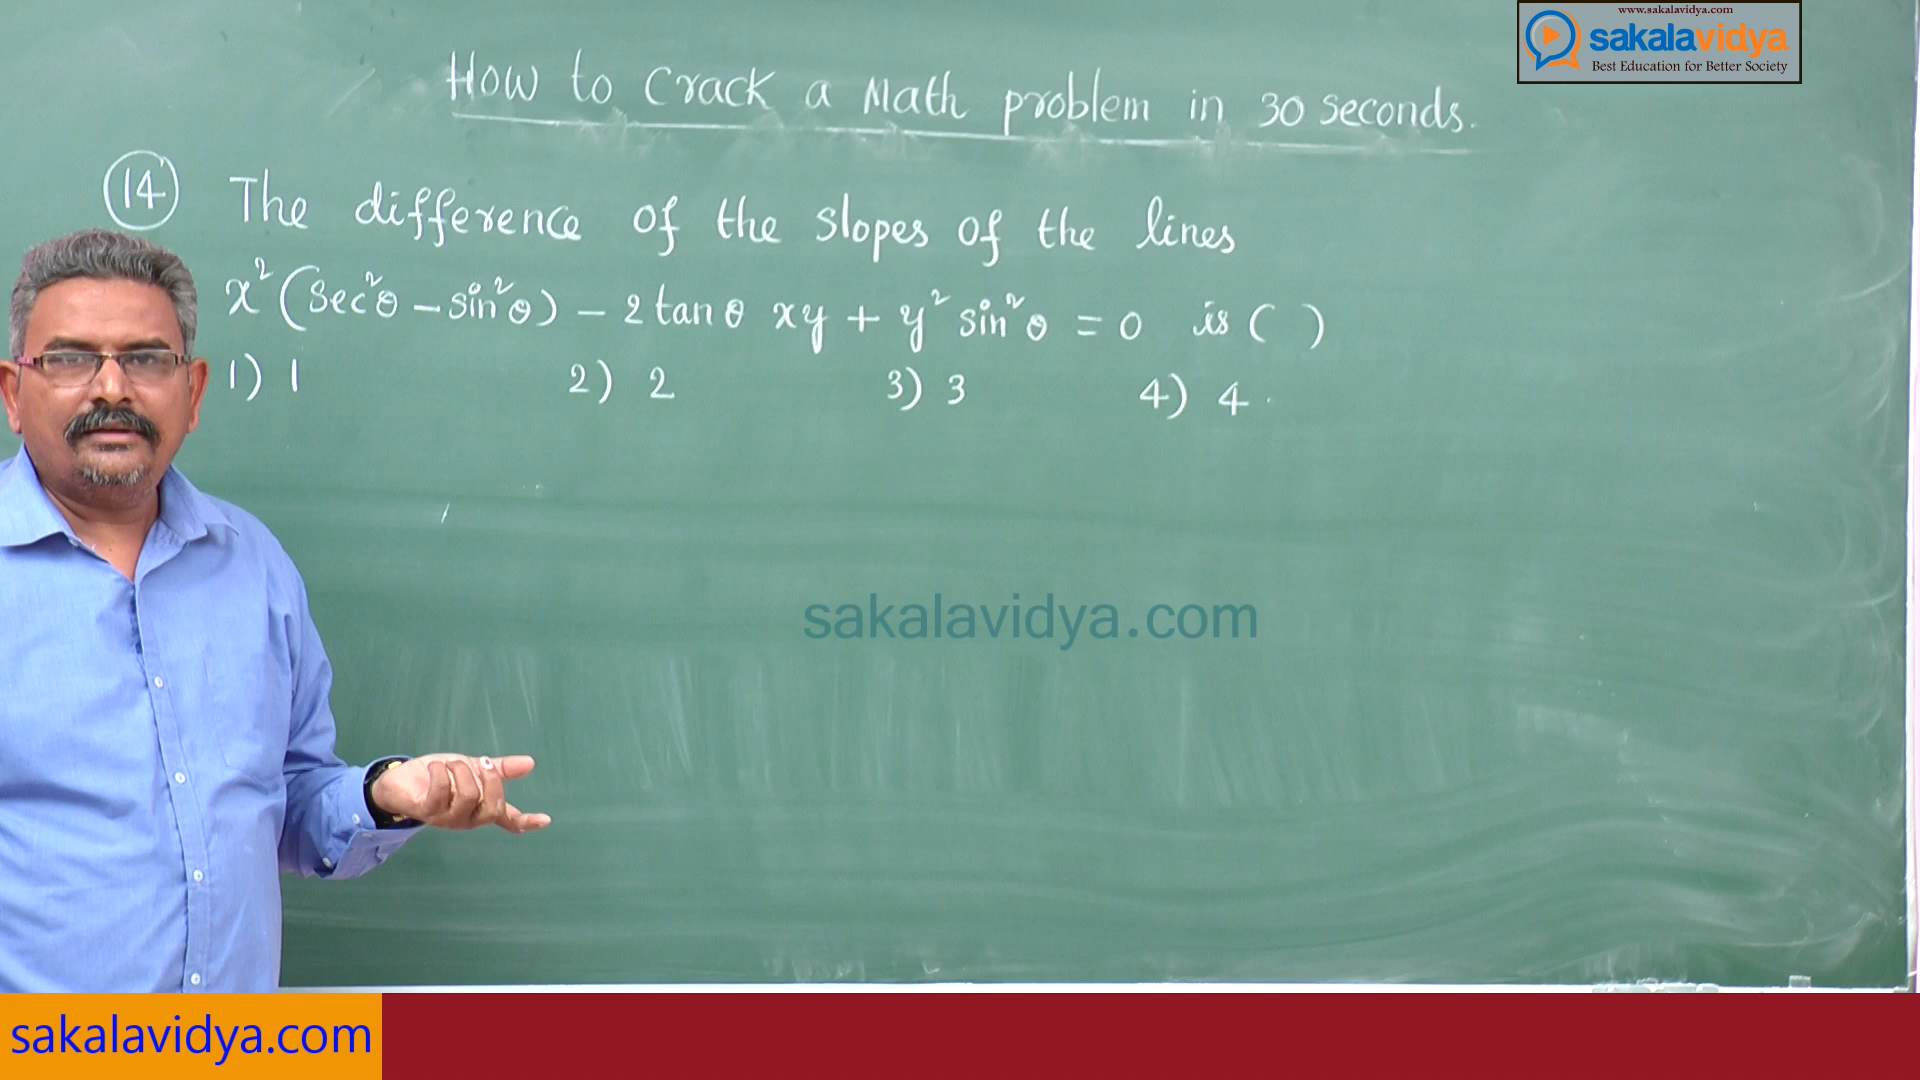 www.sakalavidya.com
sakalavidya
Best Education for Better Society
How to Crack a Math problem in 30 seconds.
14 The difference of the slopes of the lines
x²(sec²θ – sin²θ) – 2 tan θ xy + y² sin²θ = 0 is ( )
1) 1 2) 2 3) 3 4) 4.
sakalavidya.com
sakalavidya.com